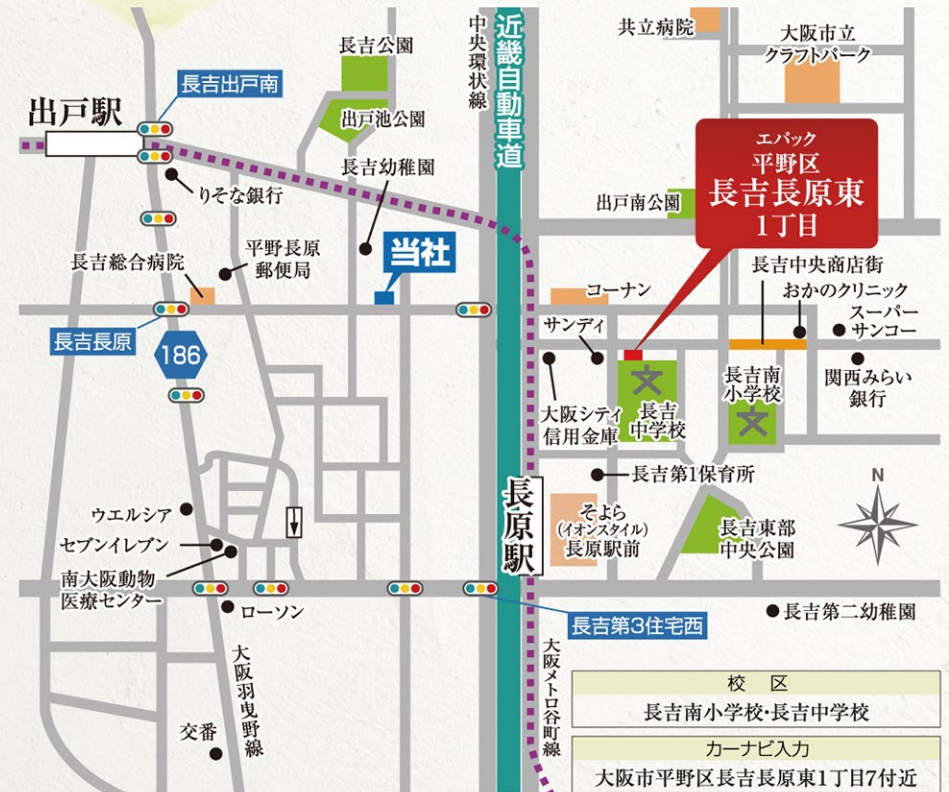 共立病院
大阪市立
クラフトパーク
中央環状線
近畿自動車道
長吉公園
長吉出戸南
出戸駅
出戸池公園
エパック
平野区
長吉長原東
1丁目
長吉幼稚園
りそな銀行
出戸南公園
当社
平野長原
郵便局
長吉総合病院
長吉中央商店街
おかのクリニック
コーナン
スーパー
サンコー
サンディ
長吉長原
186
長吉南
小学校
関西みらい
銀行
大阪シティ
信用金庫
長吉
中学校
長吉第1保育所
N
長原駅
そよら
(イオンスタイル)
長原駅前
長吉東部
中央公園
ウエルシア
セブンイレブン
南大阪動物
医療センター
ローソン
長吉第二幼稚園
長吉第3住宅西
大阪羽曳野線
大阪メトロ谷町線
交番
校 区
長吉南小学校・長吉中学校
カーナビ入力
大阪市平野区長吉長原東1丁目7付近